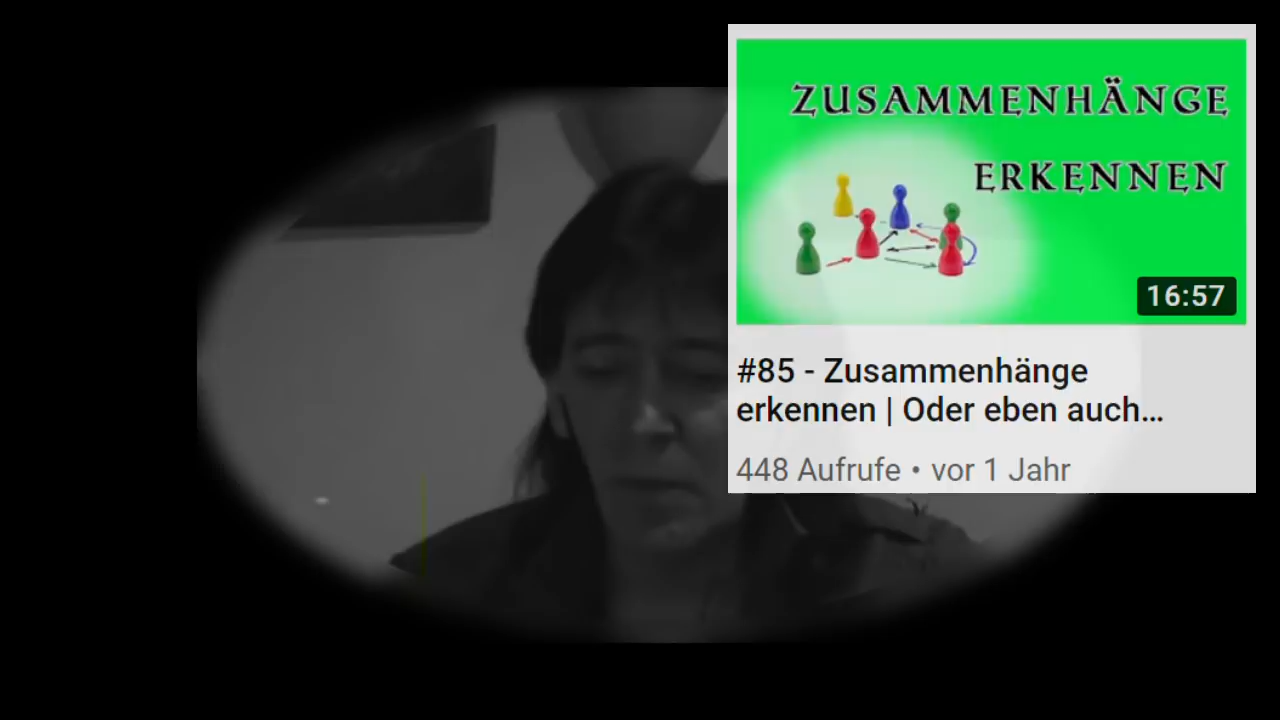 ZUSAMMENHÄNGE
ERKENNEN
16:57
#85 - Zusammenhänge
erkennen | Oder eben auch...
448 Aufrufe • vor 1 Jahr